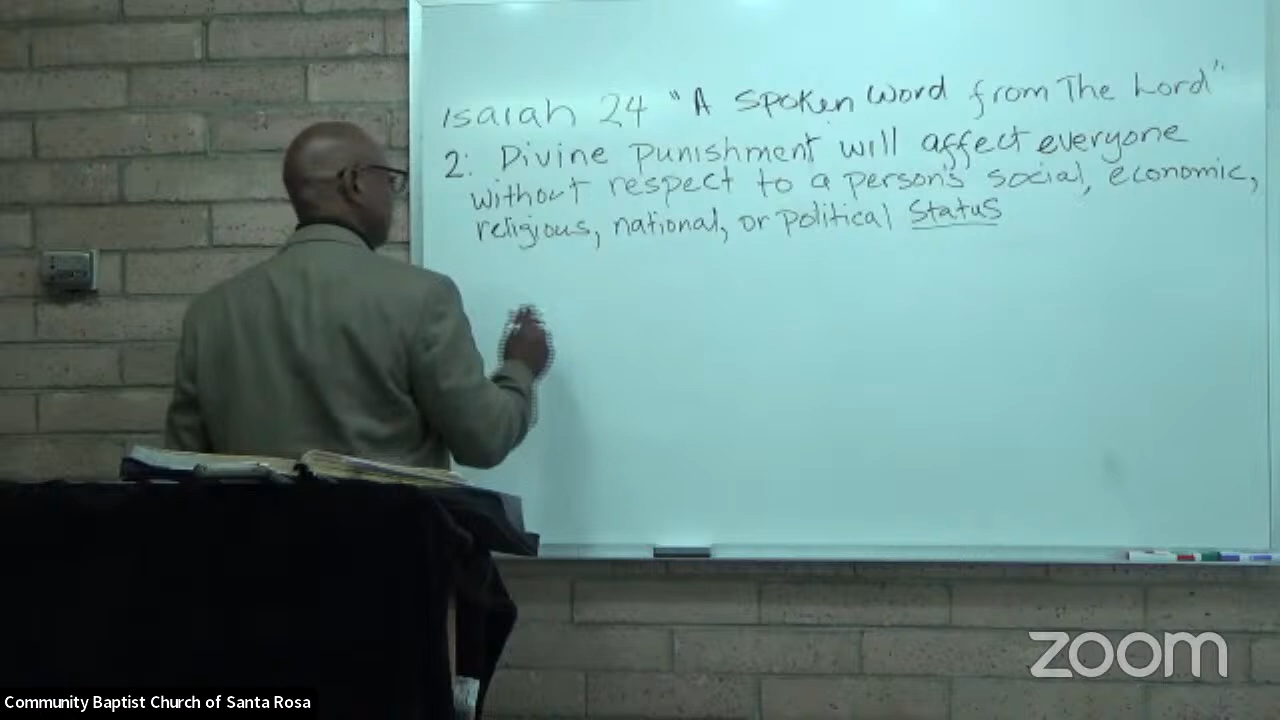 Isaiah 24 "A Spoken Word from The Lord"
2: Divine punishment will affect everyone
without respect to a person's social, economic,
religious, national, or political status
zoom
Community Baptist Church of Santa Rosa